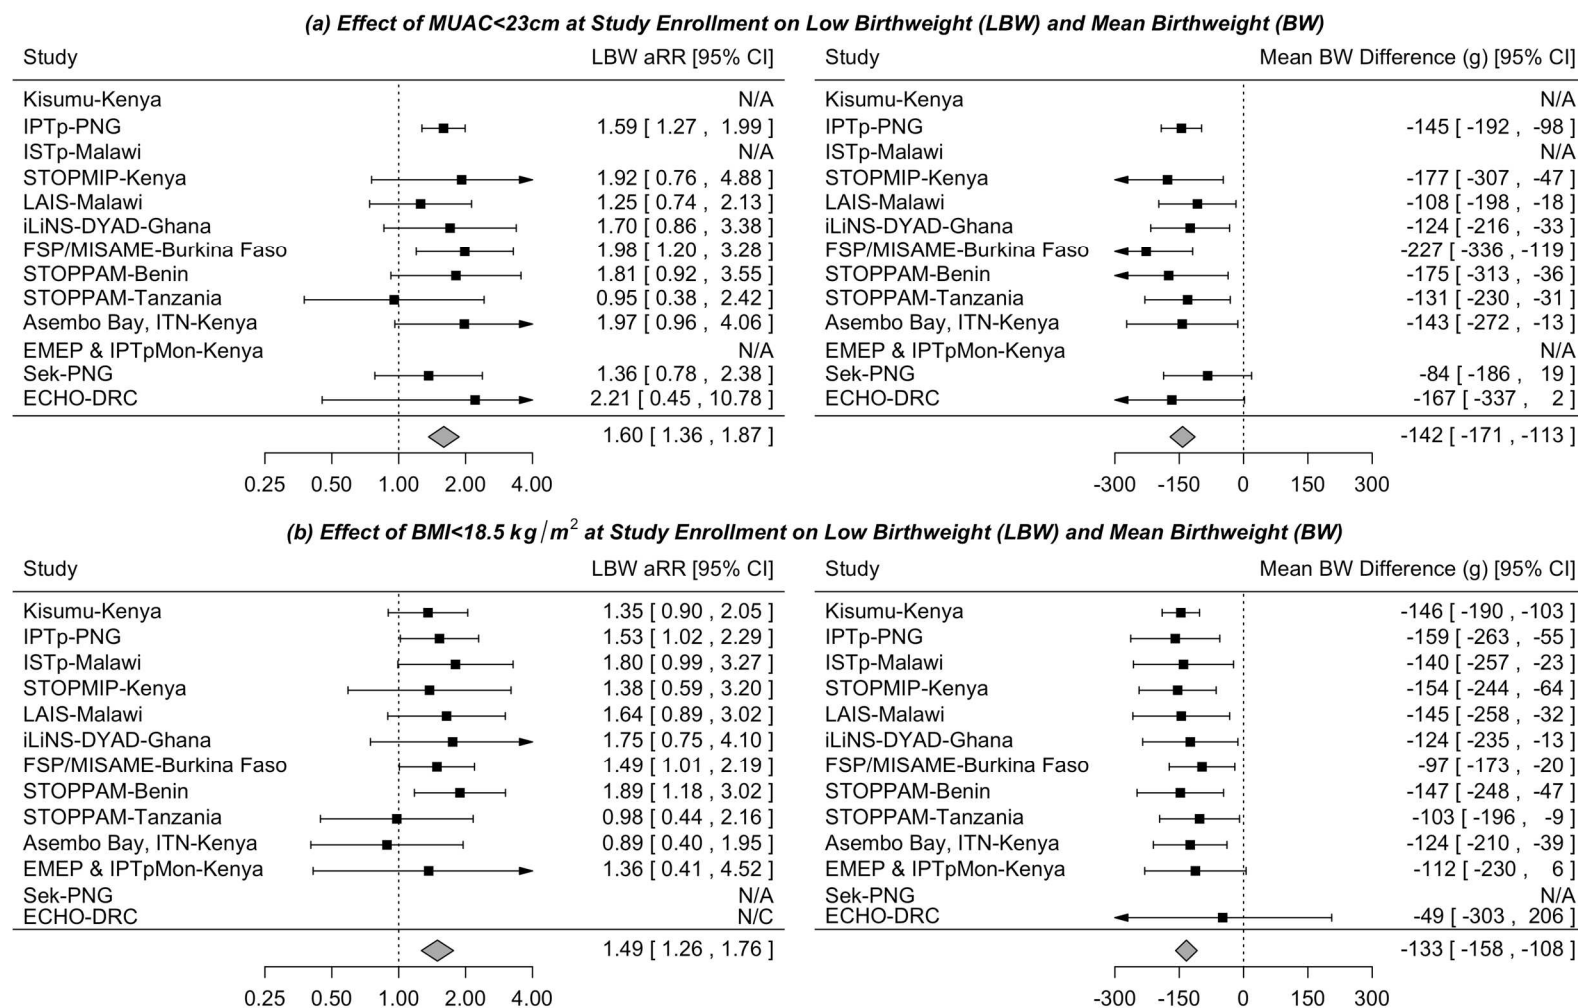 (a) Effect of MUAC<23cm at Study Enrollment on Low Birthweight (LBW) and Mean Birthweight (BW)
Study LBW aRR [95% CI]
Kisumu-Kenya N/A
IPTp-PNG 1.59 [ 1.27 , 1.99 ]
ISTp-Malawi N/A
STOPMIP-Kenya 1.92 [ 0.76 , 4.88 ]
LAIS-Malawi 1.25 [ 0.74 , 2.13 ]
iLiNS-DYAD-Ghana 1.70 [ 0.86 , 3.38 ]
FSP/MISAME-Burkina Faso 1.98 [ 1.20 , 3.28 ]
STOPPAM-Benin 1.81 [ 0.92 , 3.55 ]
STOPPAM-Tanzania 0.95 [ 0.38 , 2.42 ]
Asembo Bay, ITN-Kenya 1.97 [ 0.96 , 4.06 ]
EMEP & IPTpMon-Kenya N/A
Sek-PNG 1.36 [ 0.78 , 2.38 ]
ECHO-DRC 2.21 [ 0.45 , 10.78 ]
1.60 [ 1.36 , 1.87 ]
0.25 0.50 1.00 2.00 4.00
Study Mean BW Difference (g) [95% CI]
Kisumu-Kenya N/A
IPTp-PNG -145 [ -192 , -98 ]
ISTp-Malawi N/A
STOPMIP-Kenya -177 [ -307 , -47 ]
LAIS-Malawi -108 [ -198 , -18 ]
iLiNS-DYAD-Ghana -124 [ -216 , -33 ]
FSP/MISAME-Burkina Faso -227 [ -336 , -119 ]
STOPPAM-Benin -175 [ -313 , -36 ]
STOPPAM-Tanzania -131 [ -230 , -31 ]
Asembo Bay, ITN-Kenya -143 [ -272 , -13 ]
EMEP & IPTpMon-Kenya N/A
Sek-PNG -84 [ -186 , 19 ]
ECHO-DRC -167 [ -337 , 2 ]
-142 [ -171 , -113 ]
-300 -150 0 150 300
(b) Effect of BMI<18.5 kg/m² at Study Enrollment on Low Birthweight (LBW) and Mean Birthweight (BW)
Study LBW aRR [95% CI]
Kisumu-Kenya 1.35 [ 0.90 , 2.05 ]
IPTp-PNG 1.53 [ 1.02 , 2.29 ]
ISTp-Malawi 1.80 [ 0.99 , 3.27 ]
STOPMIP-Kenya 1.38 [ 0.59 , 3.20 ]
LAIS-Malawi 1.64 [ 0.89 , 3.02 ]
iLiNS-DYAD-Ghana 1.75 [ 0.75 , 4.10 ]
FSP/MISAME-Burkina Faso 1.49 [ 1.01 , 2.19 ]
STOPPAM-Benin 1.89 [ 1.18 , 3.02 ]
STOPPAM-Tanzania 0.98 [ 0.44 , 2.16 ]
Asembo Bay, ITN-Kenya 0.89 [ 0.40 , 1.95 ]
EMEP & IPTpMon-Kenya 1.36 [ 0.41 , 4.52 ]
Sek-PNG N/A
ECHO-DRC N/C
1.49 [ 1.26 , 1.76 ]
0.25 0.50 1.00 2.00 4.00
Study Mean BW Difference (g) [95% CI]
Kisumu-Kenya -146 [ -190 , -103 ]
IPTp-PNG -159 [ -263 , -55 ]
ISTp-Malawi -140 [ -257 , -23 ]
STOPMIP-Kenya -154 [ -244 , -64 ]
LAIS-Malawi -145 [ -258 , -32 ]
iLiNS-DYAD-Ghana -124 [ -235 , -13 ]
FSP/MISAME-Burkina Faso -97 [ -173 , -20 ]
STOPPAM-Benin -147 [ -248 , -47 ]
STOPPAM-Tanzania -103 [ -196 , -9 ]
Asembo Bay, ITN-Kenya -124 [ -210 , -39 ]
EMEP & IPTpMon-Kenya -112 [ -230 , 6 ]
Sek-PNG N/A
ECHO-DRC -49 [ -303 , 206 ]
-133 [ -158 , -108 ]
-300 -150 0 150 300